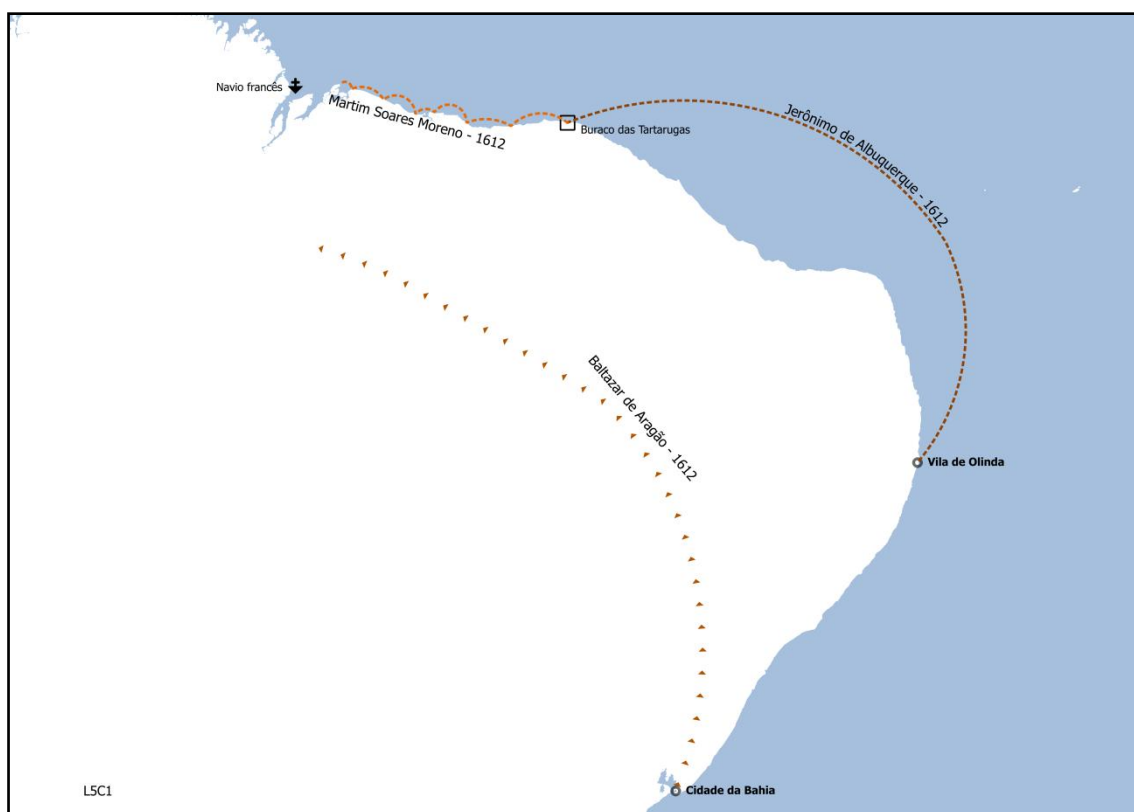 Navio francês
Martim Soares Moreno - 1612
Buraco das Tartarugas
Jerônimo de Albuquerque - 1612
Baltazar de Aragão - 1612
Vila de Olinda
L5C1
Cidade da Bahia